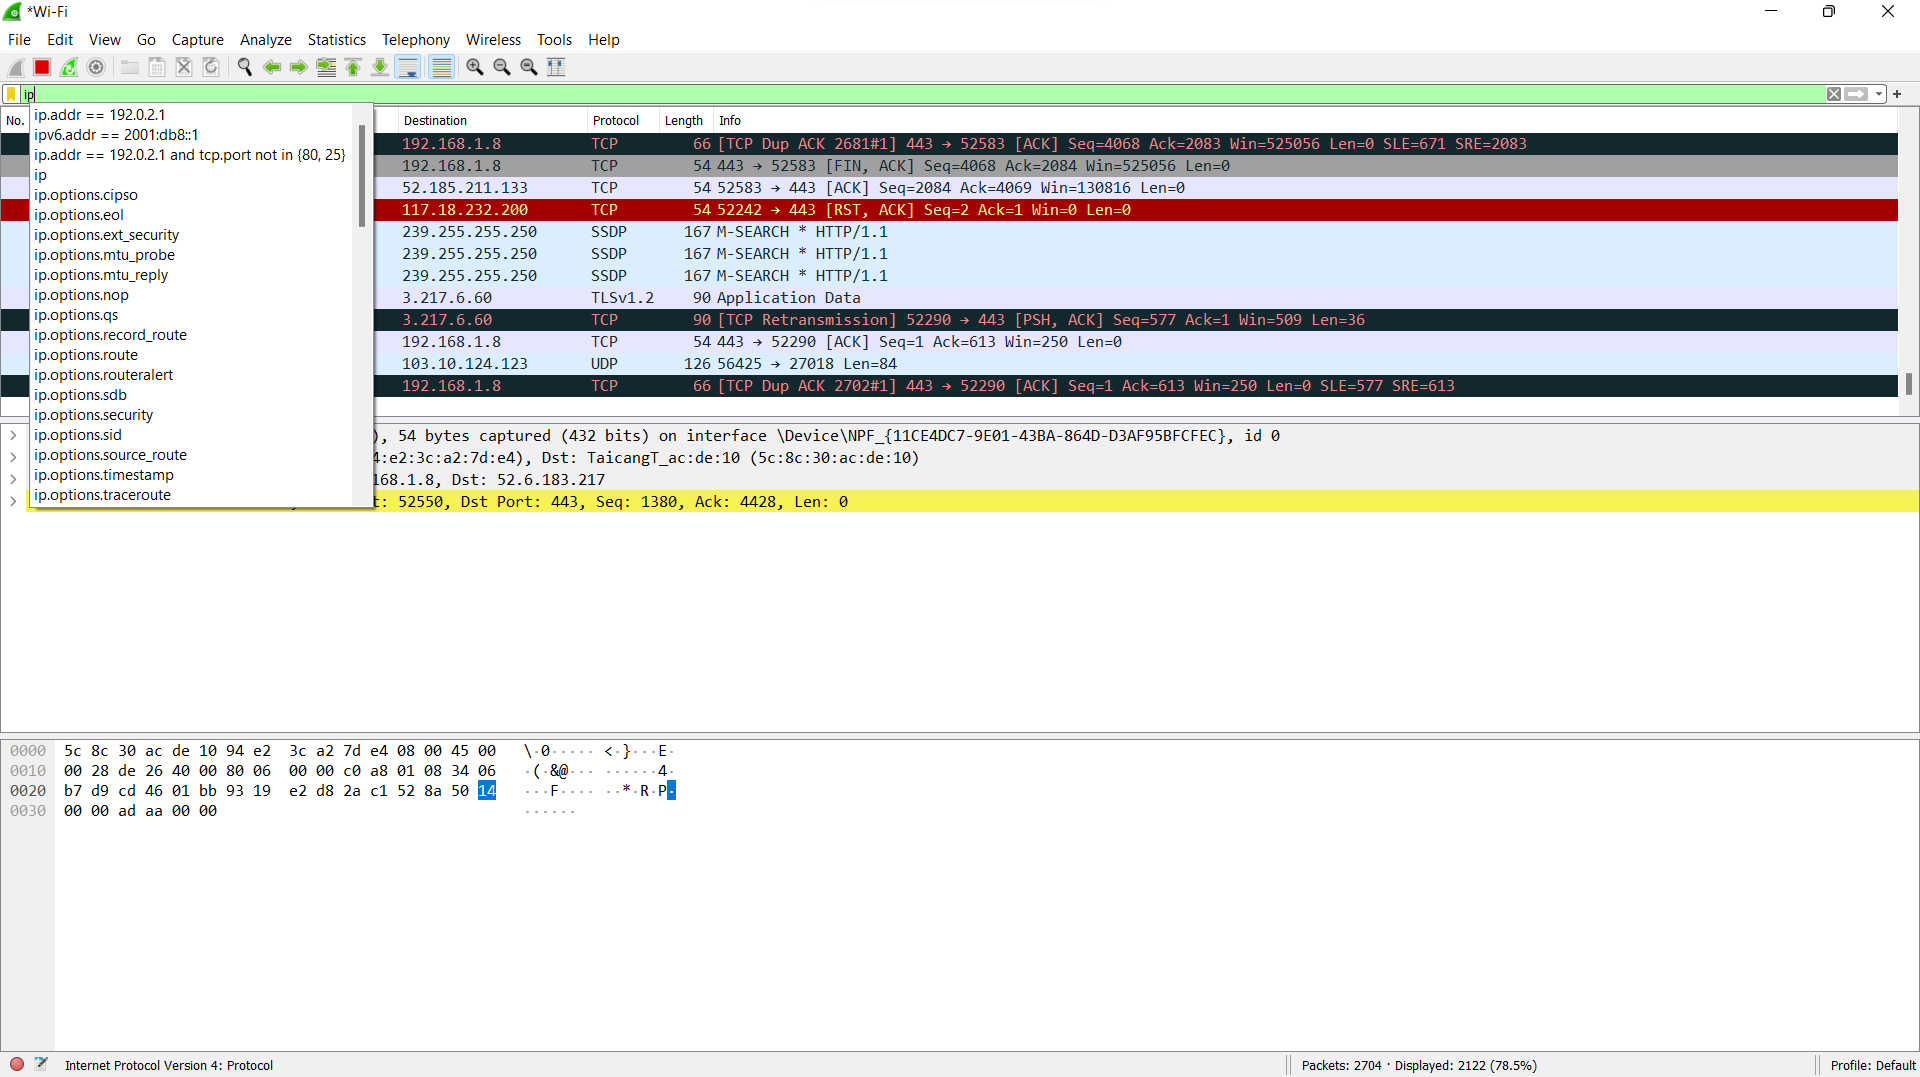 *Wi-Fi
File Edit View Go Capture Analyze Statistics Telephony Wireless Tools Help
ip
No. Destination Protocol Length Info
ip.addr == 192.0.2.1
ipv6.addr == 2001:db8::1
ip.addr == 192.0.2.1 and tcp.port not in {80, 25}
ip
ip.options.cipso
ip.options.eol
ip.options.ext_security
ip.options.mtu_probe
ip.options.mtu_reply
ip.options.nop
ip.options.qs
ip.options.record_route
ip.options.route
ip.options.routeralert
ip.options.sdb
ip.options.security
ip.options.sid
ip.options.source_route
ip.options.timestamp
ip.options.traceroute
192.168.1.8 TCP 66 [TCP Dup ACK 2681#1] 443 → 52583 [ACK] Seq=4068 Ack=2083 Win=525056 Len=0 SLE=671 SRE=2083
192.168.1.8 TCP 54 443 → 52583 [FIN, ACK] Seq=4068 Ack=2084 Win=525056 Len=0
52.185.211.133 TCP 54 52583 → 443 [ACK] Seq=2084 Ack=4069 Win=130816 Len=0
117.18.232.200 TCP 54 52242 → 443 [RST, ACK] Seq=2 Ack=1 Win=0 Len=0
239.255.255.250 SSDP 167 M-SEARCH * HTTP/1.1
239.255.255.250 SSDP 167 M-SEARCH * HTTP/1.1
239.255.255.250 SSDP 167 M-SEARCH * HTTP/1.1
3.217.6.60 TLSv1.2 90 Application Data
3.217.6.60 TCP 90 [TCP Retransmission] 52290 → 443 [PSH, ACK] Seq=577 Ack=1 Win=509 Len=36
192.168.1.8 TCP 54 443 → 52290 [ACK] Seq=1 Ack=613 Win=250 Len=0
103.10.124.123 UDP 126 56425 → 27018 Len=84
192.168.1.8 TCP 66 [TCP Dup ACK 2702#1] 443 → 52290 [ACK] Seq=1 Ack=613 Win=250 Len=0 SLE=577 SRE=613
), 54 bytes captured (432 bits) on interface \Device\NPF_{11CE4DC7-9E01-43BA-864D-D3AF95BFCFEC}, id 0
4:e2:3c:a2:7d:e4), Dst: TaicangT_ac:de:10 (5c:8c:30:ac:de:10)
168.1.8, Dst: 52.6.183.217
t: 52550, Dst Port: 443, Seq: 1380, Ack: 4428, Len: 0
0000 5c 8c 30 ac de 10 94 e2 3c a2 7d e4 08 00 45 00 \·0····· <·}···E·
0010 00 28 de 26 40 00 80 06 00 00 c0 a8 01 08 34 06 ·(·&@··· ······4·
0020 b7 d9 cd 46 01 bb 93 19 e2 d8 2a c1 52 8a 50 14 ···F···· ··*·R·P·
0030 00 00 ad aa 00 00 ······
Internet Protocol Version 4: Protocol
Packets: 2704 · Displayed: 2122 (78.5%)
Profile: Default